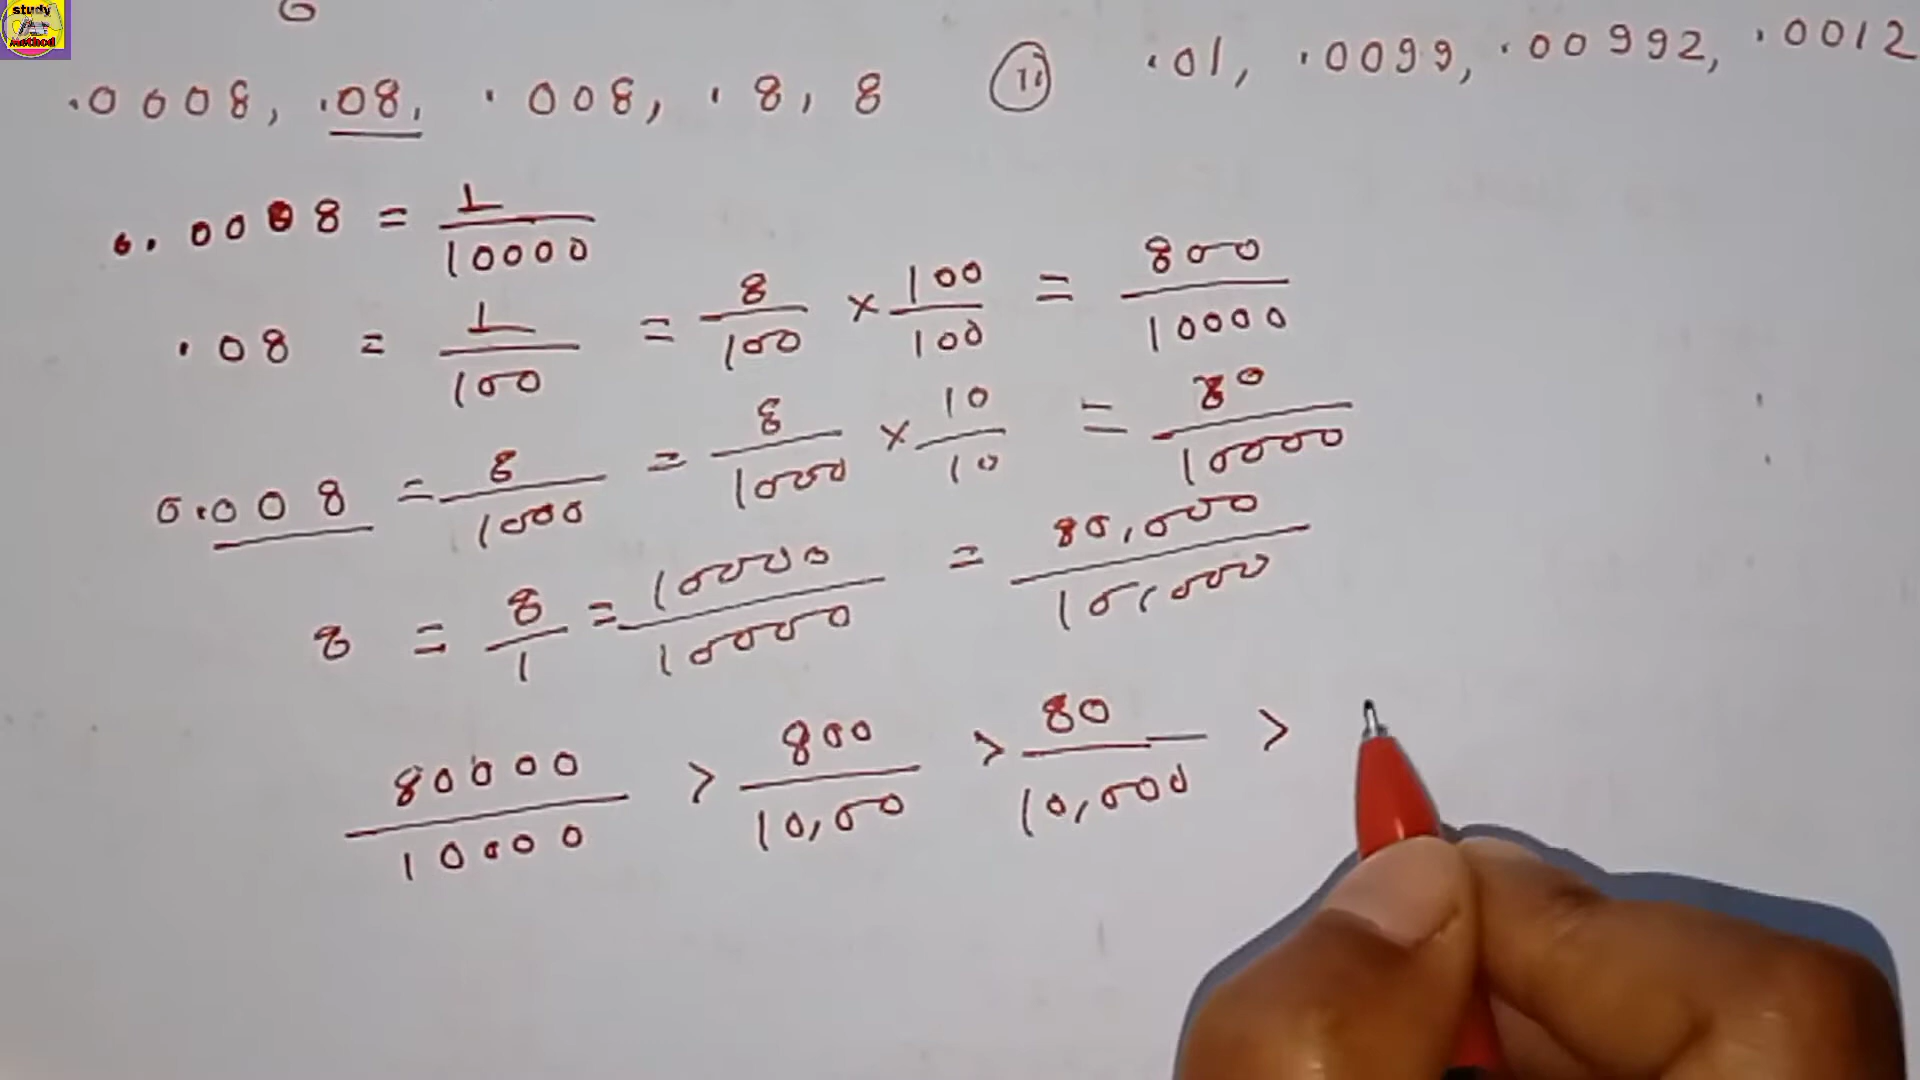 study
Method
6
.0008, .08, .008, .8, 8 (ii) .01, .0099, .00992, .0012
0.0008 = 1/10000
.08 = 1/100 = 8/100 × 100/100 = 800/10000
0.008 = 8/1000 = 8/1000 × 10/10 = 80/10000
8 = 8/1 = 10000/10000 = 80,000/10,000
80000/10000 > 800/10,00 > 80/10,000 >